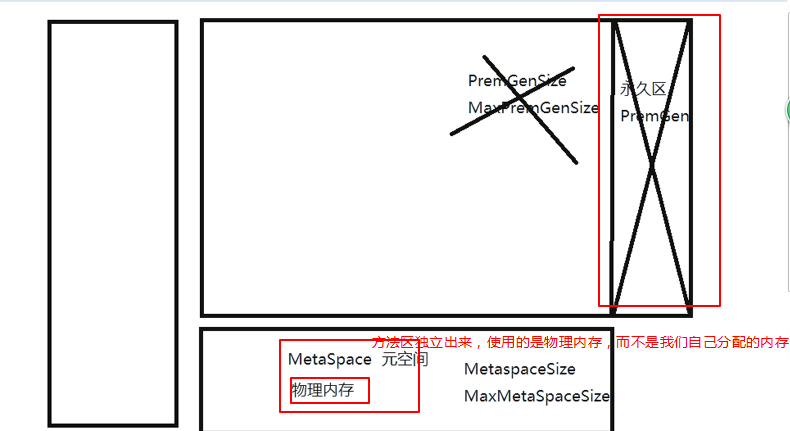 PremGenSize
MaxPremGenSize
永久区
PremGen
方法区独立出来，使用的是物理内存，而不是我们自己分配的内存
MetaSpace 元空间
物理内存
MetaspaceSize
MaxMetaSpaceSize